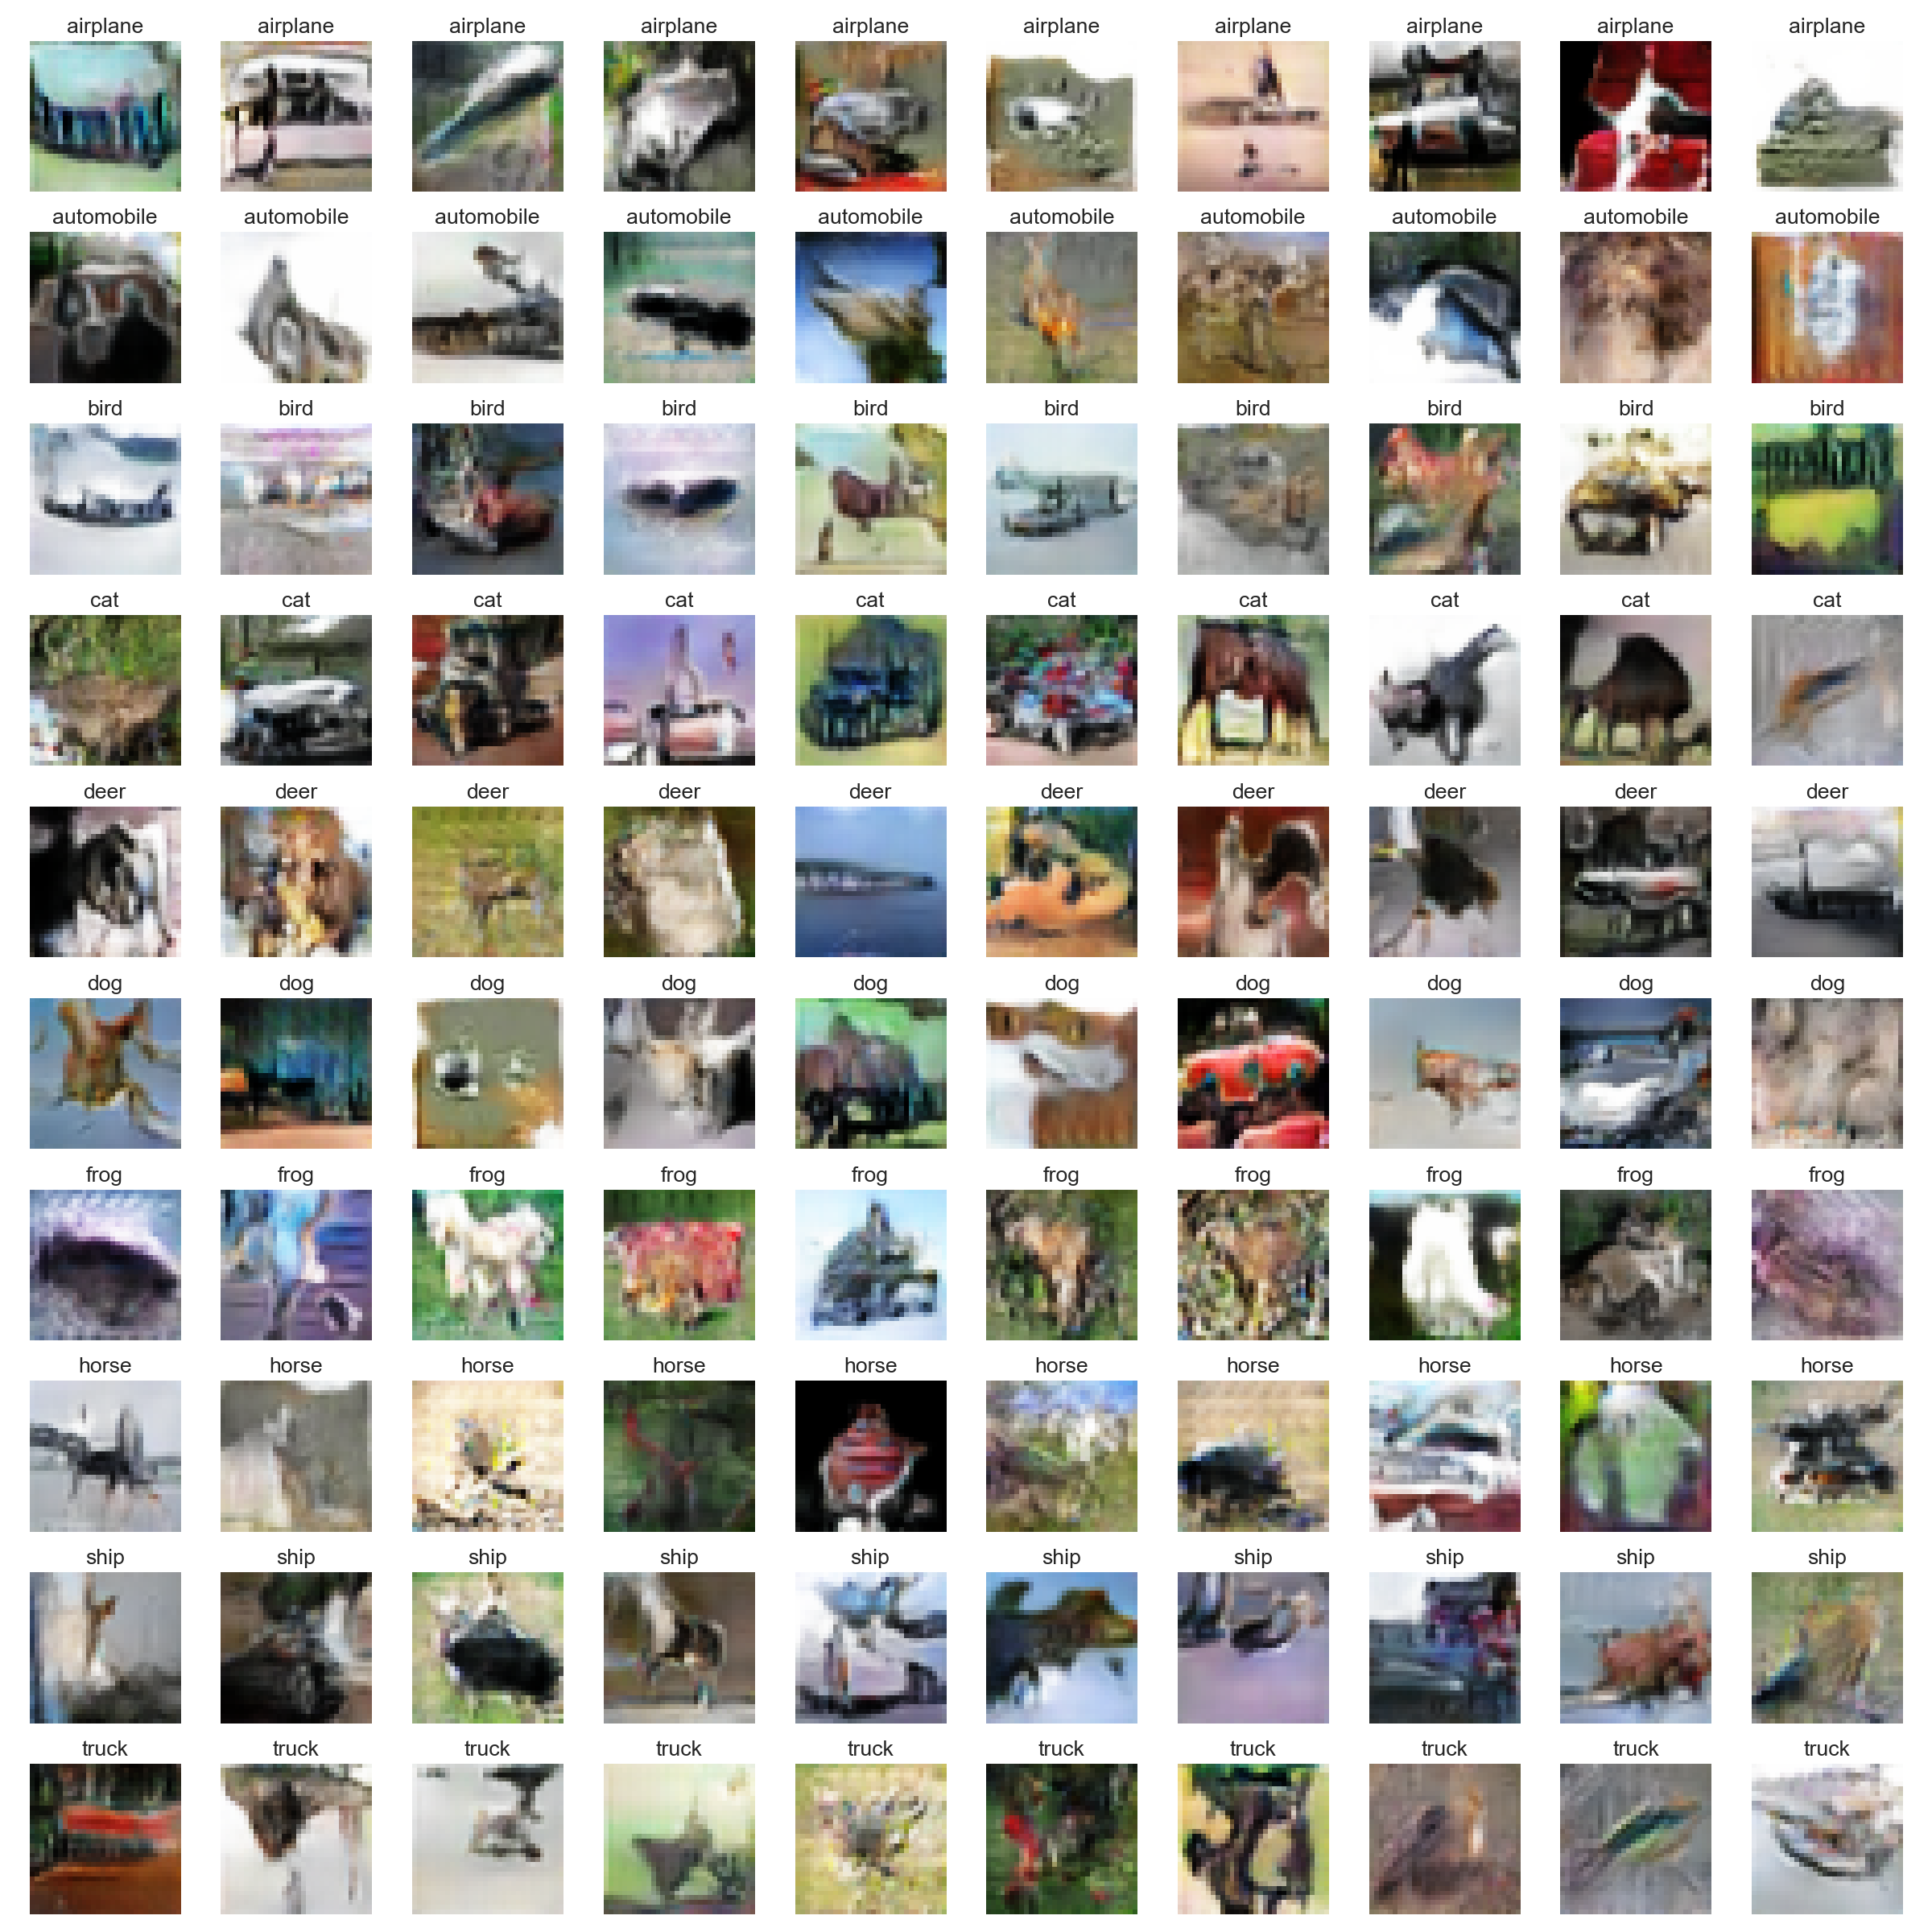 airplane airplane airplane airplane airplane airplane airplane airplane airplane airplane
automobile automobile automobile automobile automobile automobile automobile automobile automobile automobile
bird bird bird bird bird bird bird bird bird bird
cat cat cat cat cat cat cat cat cat cat
deer deer deer deer deer deer deer deer deer deer
dog dog dog dog dog dog dog dog dog dog
frog frog frog frog frog frog frog frog frog frog
horse horse horse horse horse horse horse horse horse horse
ship ship ship ship ship ship ship ship ship ship
truck truck truck truck truck truck truck truck truck truck